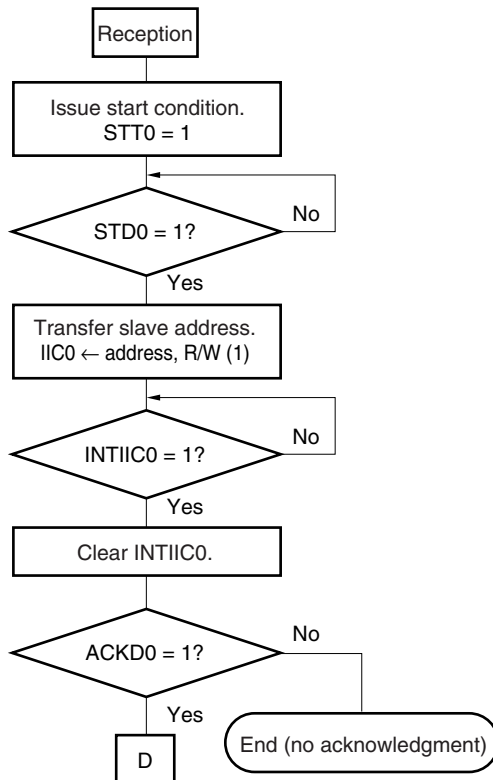 Reception
Issue start condition.
STT0 = 1
STD0 = 1?
No
Yes
Transfer slave address.
IIC0 ← address, R/W (1)
INTIIC0 = 1?
No
Yes
Clear INTIIC0.
ACKD0 = 1?
No
Yes
D
End (no acknowledgment)